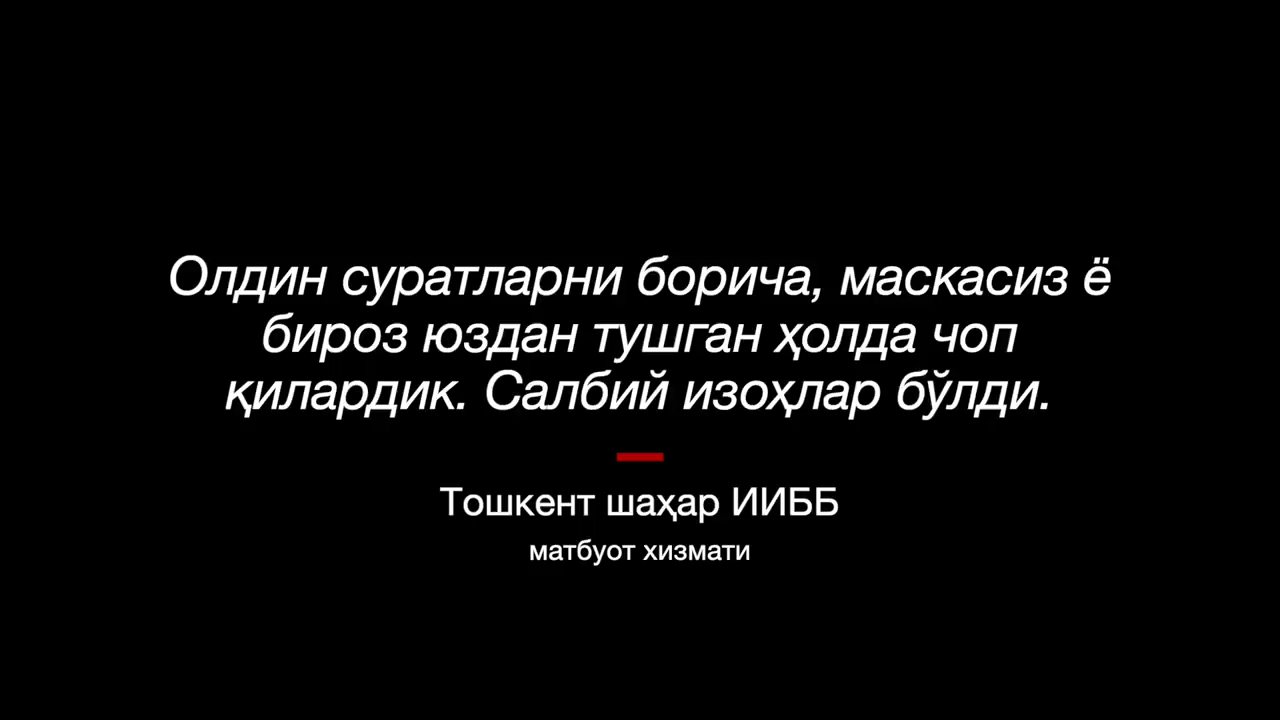 Олдин суратларни борича, маскасиз ё
бироз юздан тушган ҳолда чоп
қилардик. Салбий изоҳлар бўлди.
Тошкент шаҳар ИИББ
матбуот хизмати